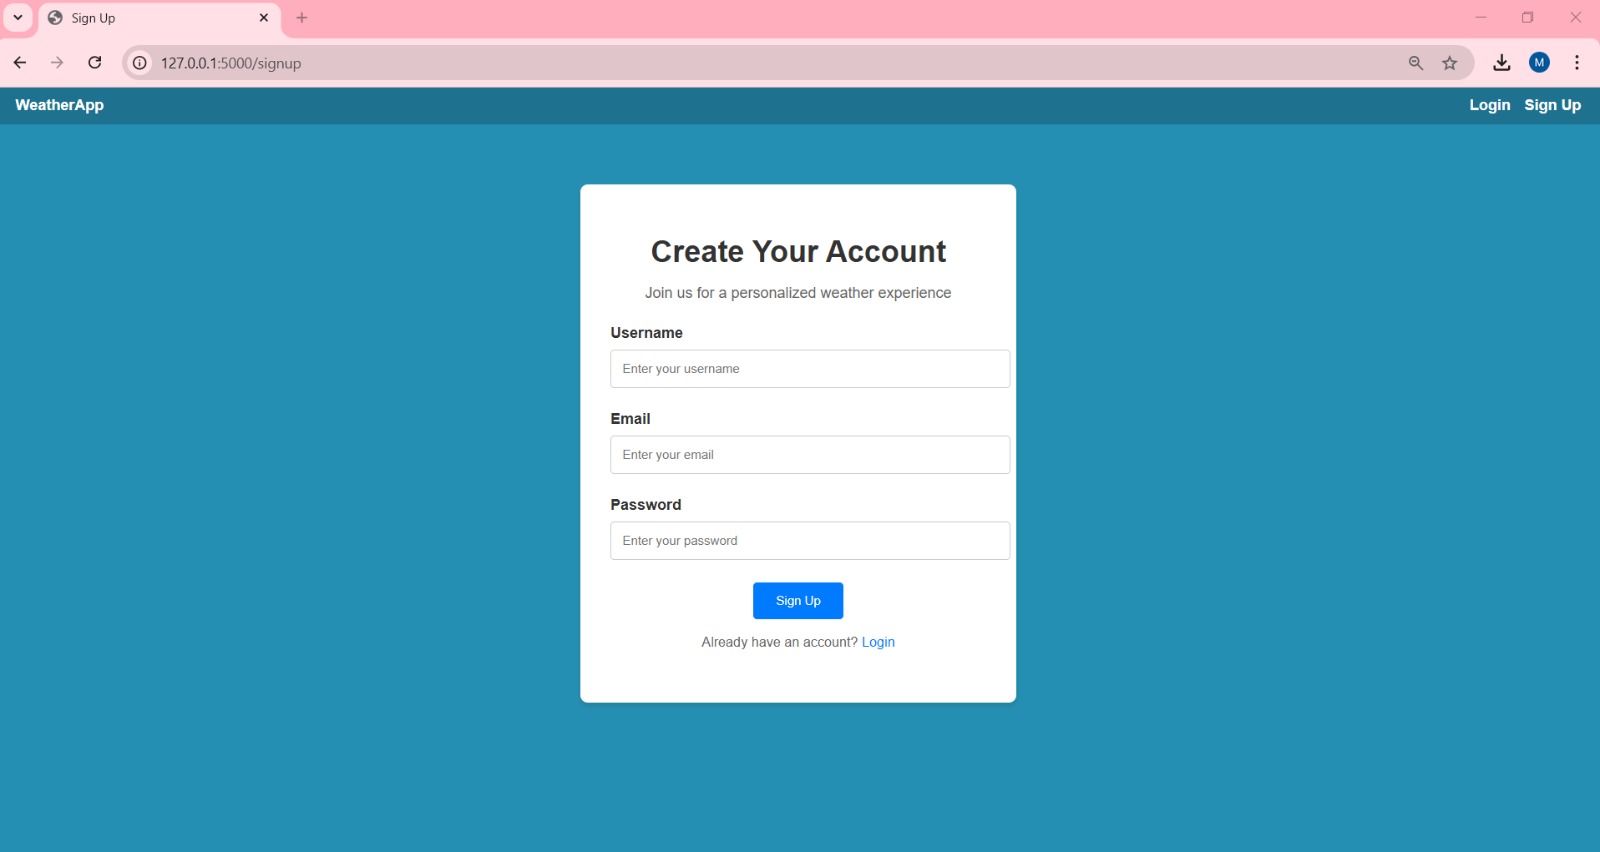 Sign Up
127.0.0.1:5000/signup
M
WeatherApp
Login Sign Up
Create Your Account
Join us for a personalized weather experience
Username
Enter your username
Email
Enter your email
Password
Enter your password
Sign Up
Already have an account? Login